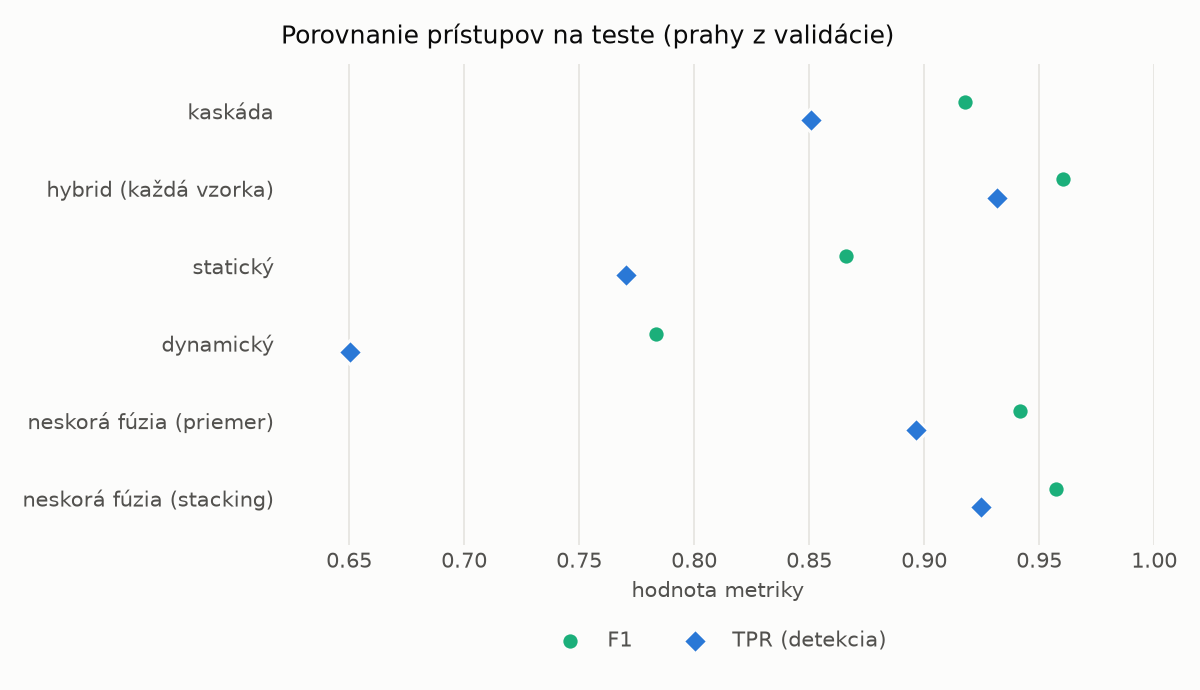 Porovnanie prístupov na teste (prahy z validácie)
kaskáda
hybrid (každá vzorka)
statický
dynamický
neskorá fúzia (priemer)
neskorá fúzia (stacking)
0.65 0.70 0.75 0.80 0.85 0.90 0.95 1.00
hodnota metriky
F1 TPR (detekcia)